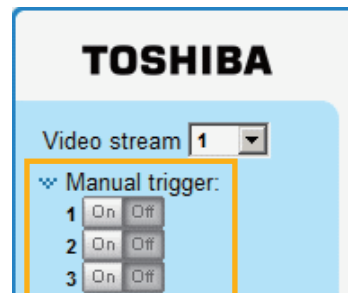 TOSHIBA
Video stream 1
Manual trigger:
1 On Off
2 On Off
3 On Off